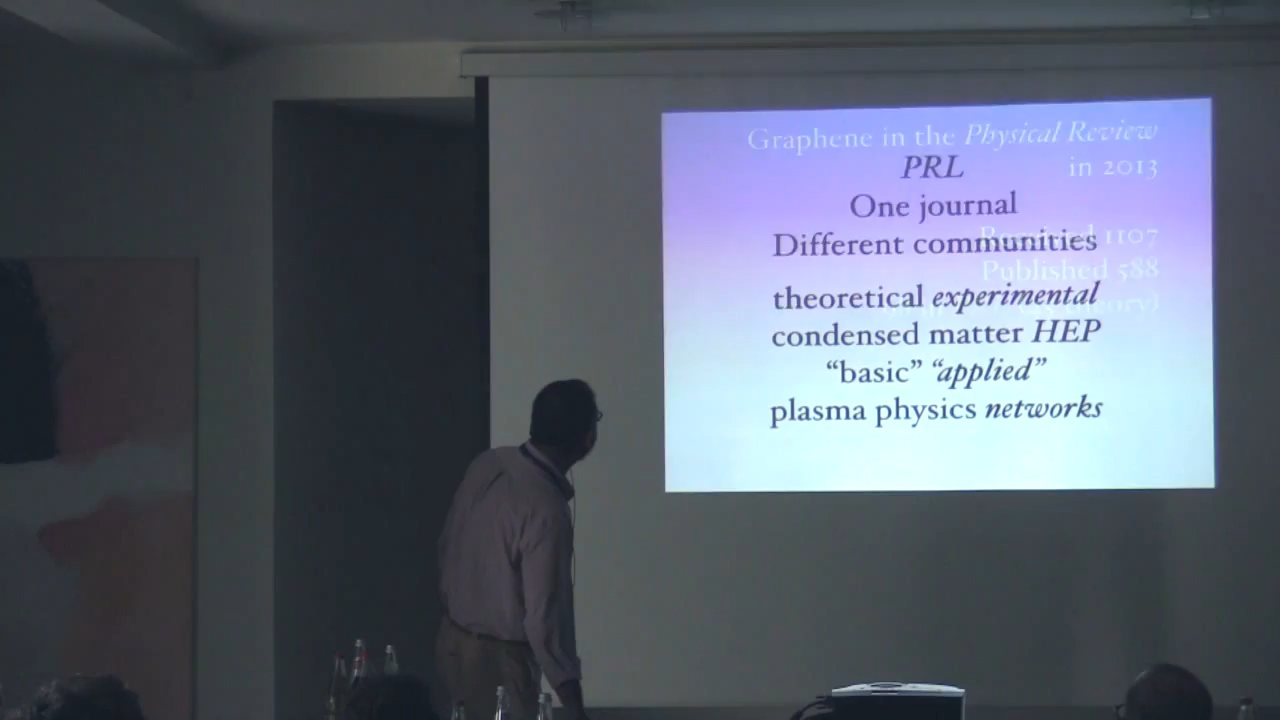 Graphene in the Physical Review
PRL
in 2013
One journal
Different communities
1107
Published 588
theoretical experimental
condensed matter HEP
“basic” “applied”
plasma physics networks